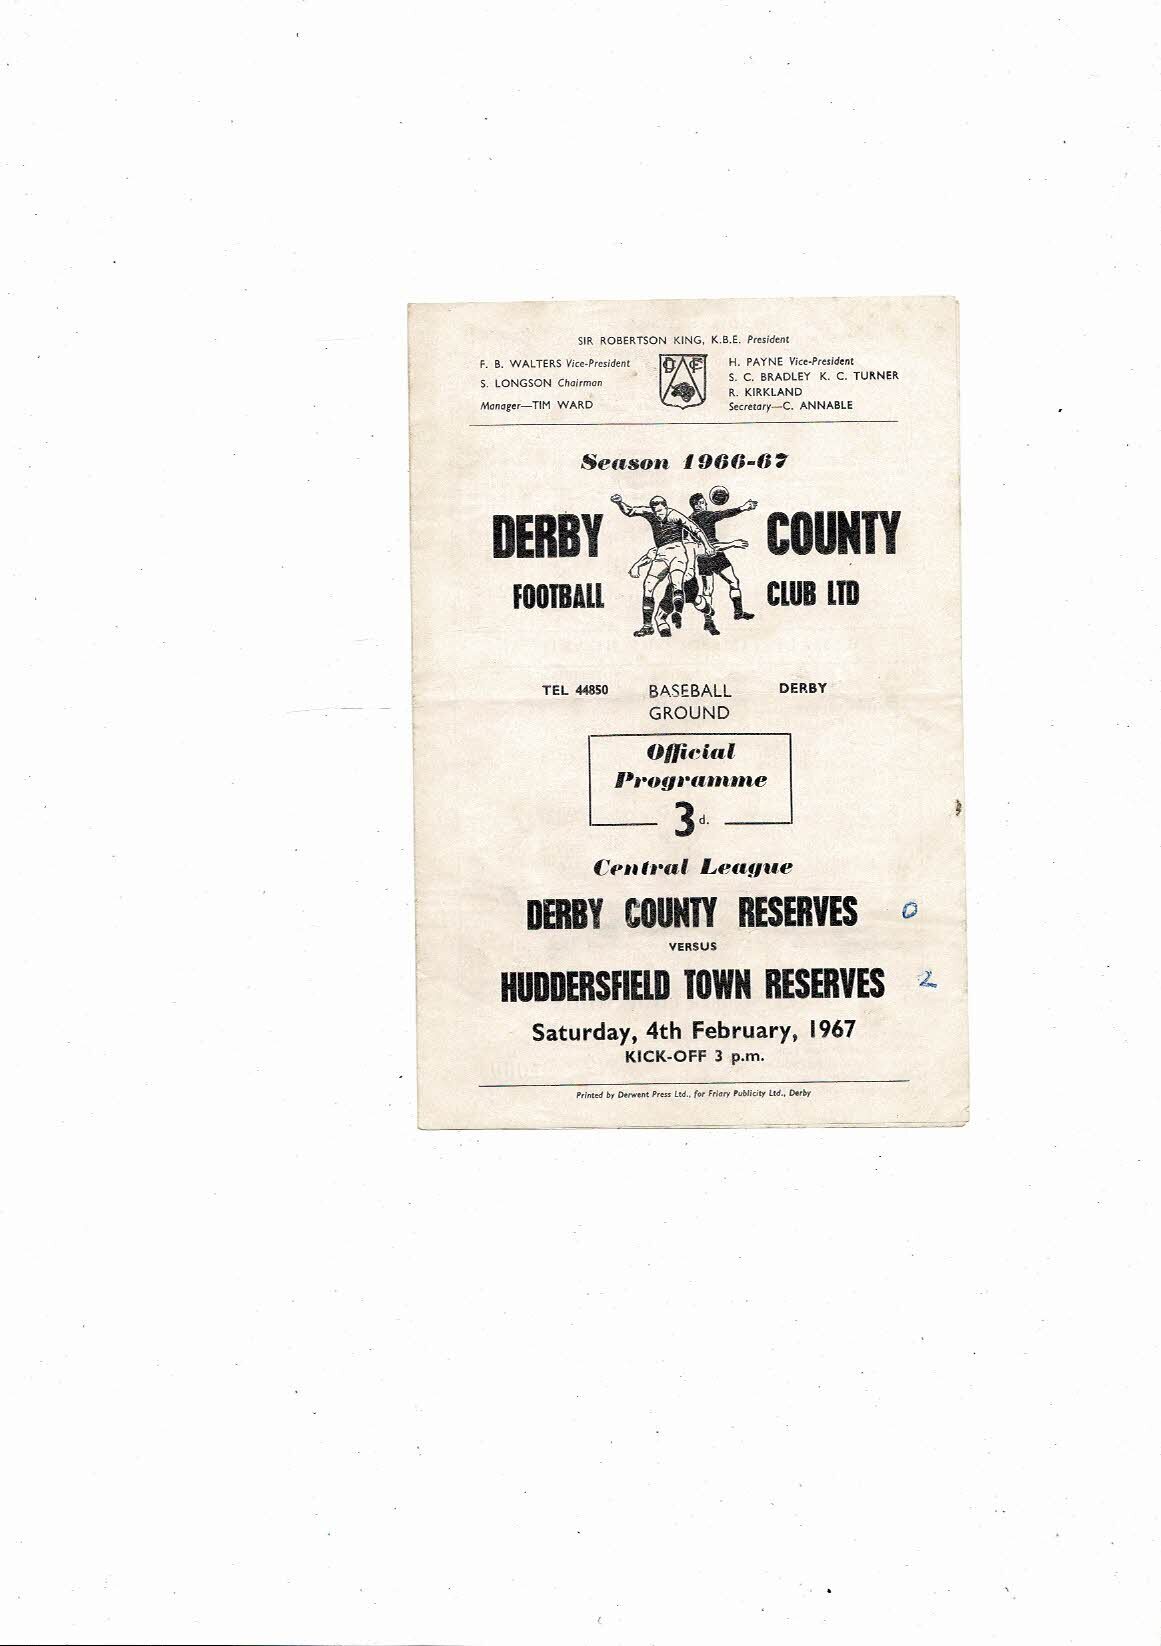 SIR ROBERTSON KING, K.B.E. President
F. B. WALTERS Vice-President
S. LONGSON Chairman
Manager—TIM WARD
D C F C
H. PAYNE Vice-President
S. C. BRADLEY K. C. TURNER
R. KIRKLAND
Secretary—C. ANNABLE
Season 1966-67
DERBY COUNTY
FOOTBALL CLUB LTD
TEL 44850 BASEBALL GROUND DERBY
Official
Programme
3d.
Central League
DERBY COUNTY RESERVES 0
VERSUS
HUDDERSFIELD TOWN RESERVES 2
Saturday, 4th February, 1967
KICK-OFF 3 p.m.
Printed by Derwent Press Ltd., for Friary Publicity Ltd., Derby